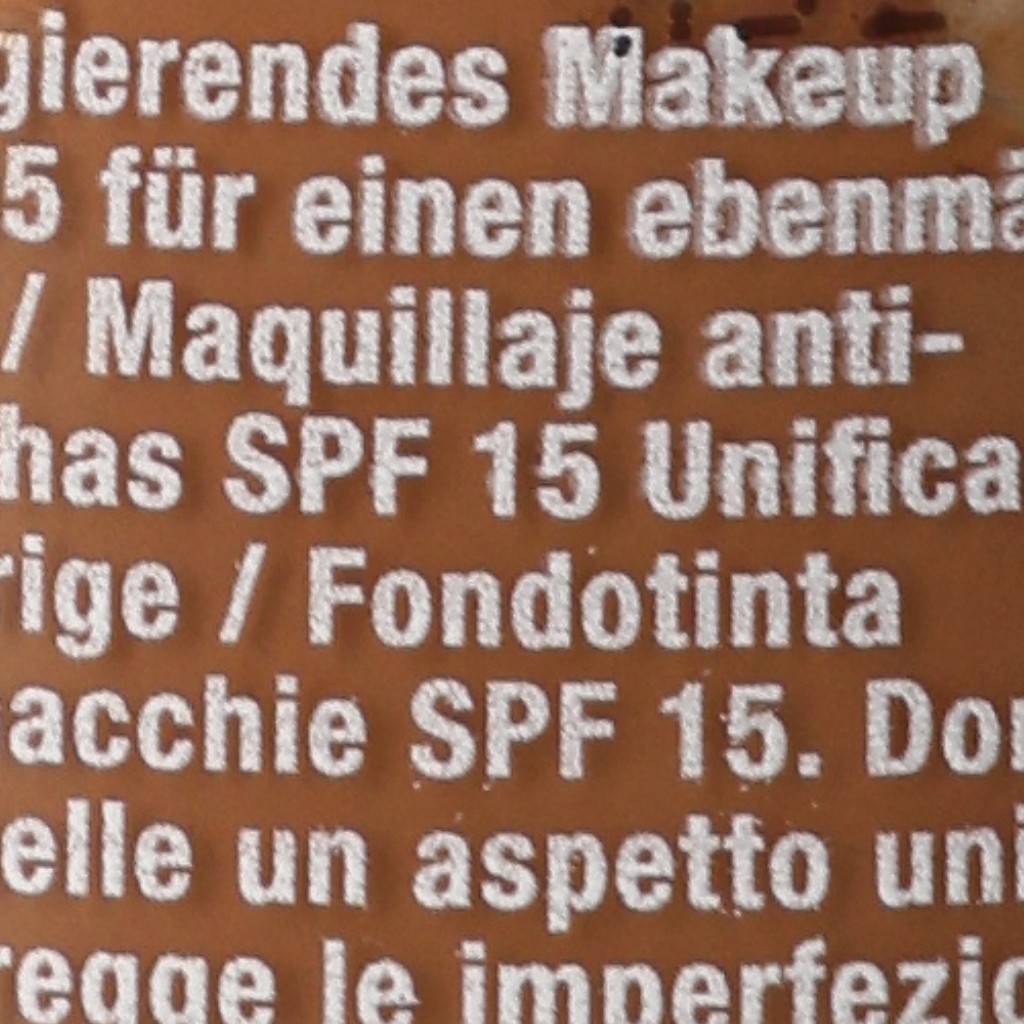 gierendes Makeup
5 für einen ebenmä
/ Maquillaje anti-
has SPF 15 Unifica
rige / Fondotinta
acchie SPF 15. Don
elle un aspetto uni
regge le imperfezio